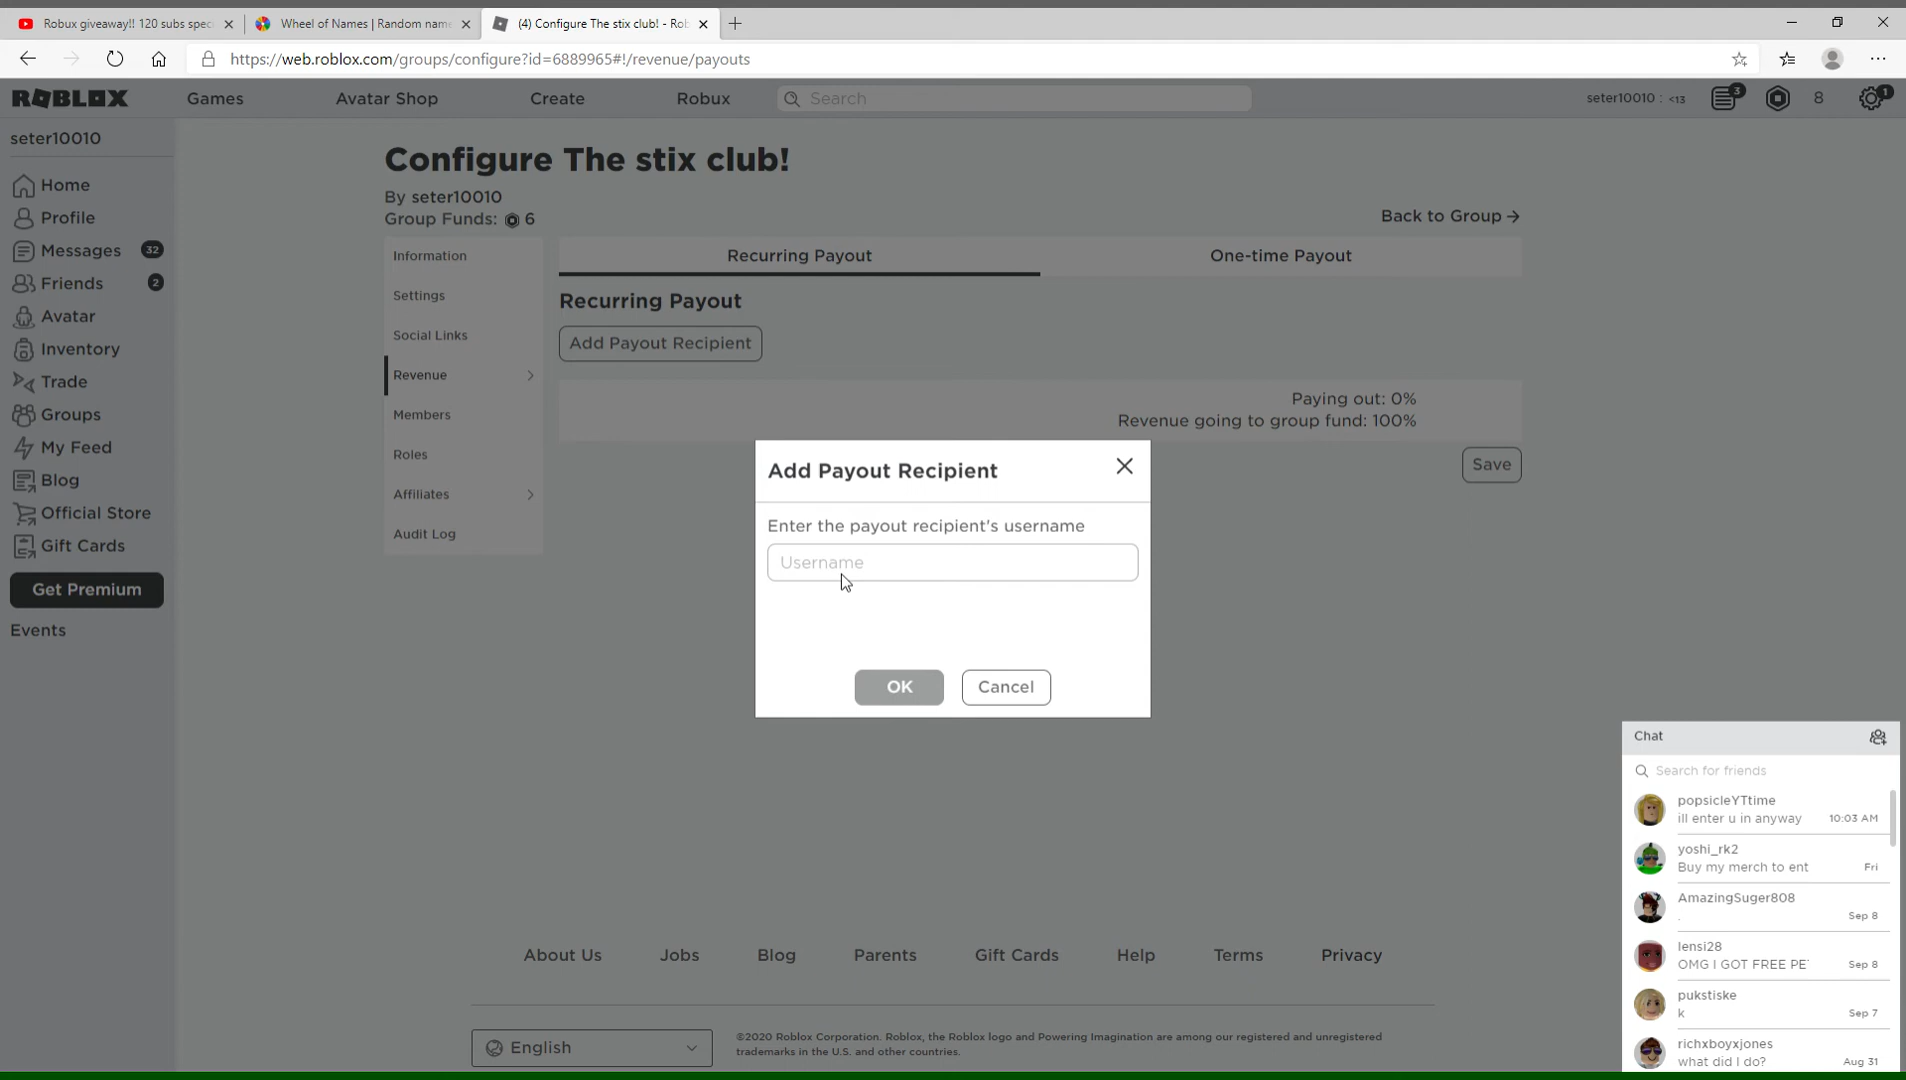 Robux giveaway!! 120 subs spec
Wheel of Names | Random name
(4) Configure The stix club! - Rob
https://web.roblox.com/groups/configure?id=6889965#!/revenue/payouts
ROBLOX
Games
Avatar Shop
Create
Robux
Search
seter10010 : <13
3
8
1
seter10010
Home
Profile
Messages 32
Friends 2
Avatar
Inventory
Trade
Groups
My Feed
Blog
Official Store
Gift Cards
Get Premium
Events
Configure The stix club!
By seter10010
Group Funds: 6
Back to Group
Information
Settings
Social Links
Revenue
Members
Roles
Affiliates
Audit Log
Recurring Payout
One-time Payout
Recurring Payout
Add Payout Recipient
Paying out: 0%
Revenue going to group fund: 100%
Save
Add Payout Recipient
Enter the payout recipient's username
Username
OK
Cancel
Chat
Search for friends
popsicleYTtime
ill enter u in anyway 10:03 AM
yoshi_rk2
Buy my merch to ent Fri
AmazingSuger808
. Sep 8
lensi28
OMG I GOT FREE PE Sep 8
pukstiske
k Sep 7
richxboyxjones
what did I do? Aug 31
About Us
Jobs
Blog
Parents
Gift Cards
Help
Terms
Privacy
English
©2020 Roblox Corporation. Roblox, the Roblox logo and Powering Imagination are among our registered and unregistered
trademarks in the U.S. and other countries.